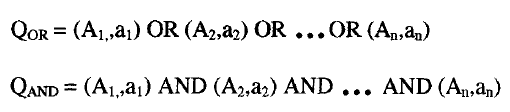 Q_OR = (A_1,,a_1) OR (A_2,a_2) OR ••• OR (A_n,a_n)
Q_AND = (A_1,,a_1) AND (A_2,a_2) AND ••• AND (A_n,a_n)